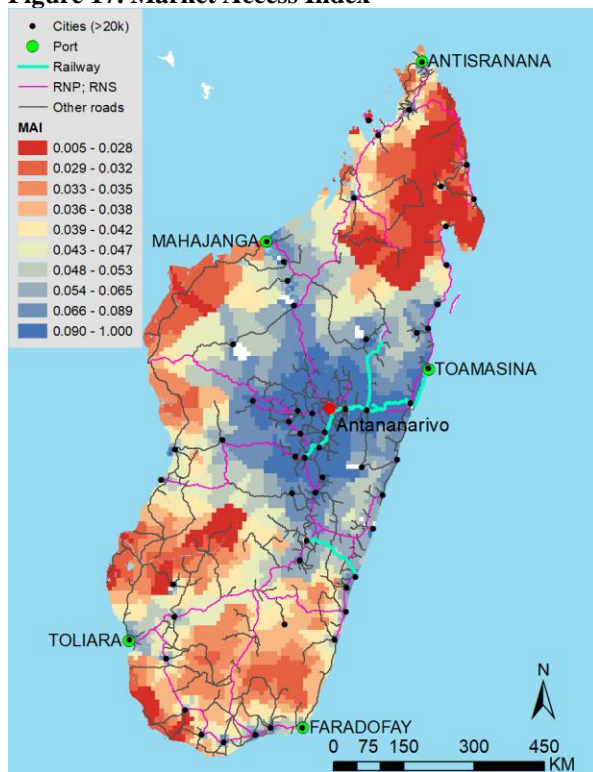 Figure 17. Market Access Index
Cities (>20k)
Port
Railway
RNP; RNS
Other roads
MAI
0.005 - 0.028
0.029 - 0.032
0.033 - 0.035
0.036 - 0.038
0.039 - 0.042
0.043 - 0.047
0.048 - 0.053
0.054 - 0.065
0.066 - 0.089
0.090 - 1.000
ANTISRANANA
MAHAJANGA
TOAMASINA
Antananarivo
TOLIARA
FARADOFAY
N
0 75 150 300 450
KM